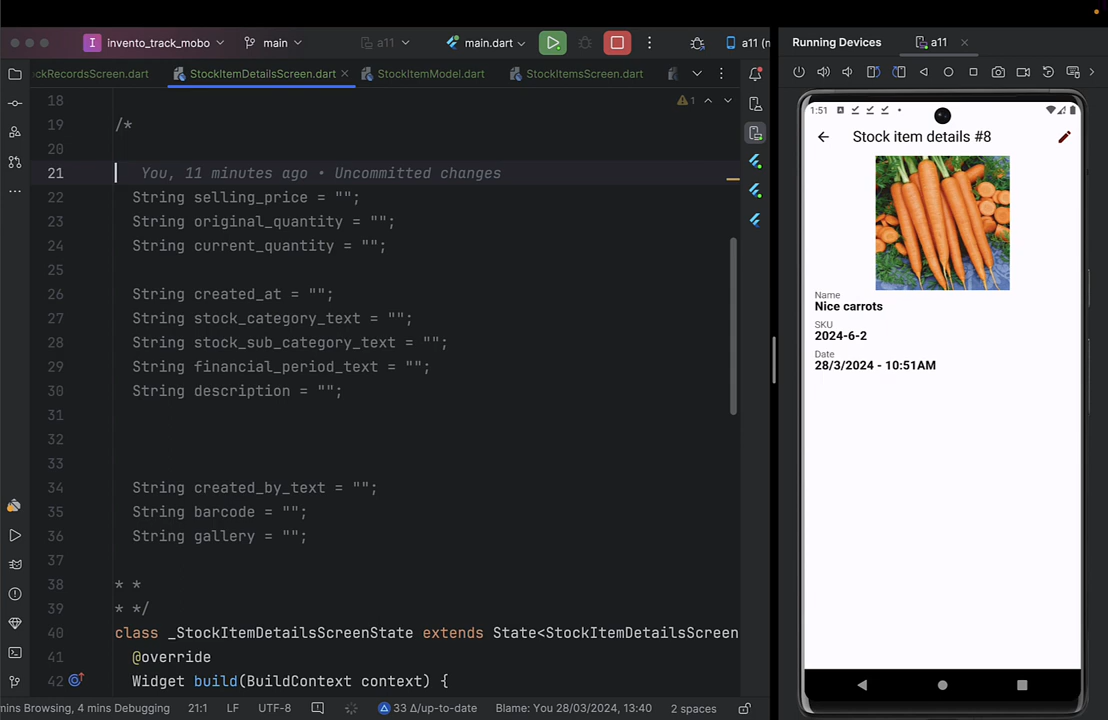 invento_track_mobo
main
a11
main.dart
a11 (n
Running Devices
a11
ckRecordsScreen.dart
StockItemDetailsScreen.dart
StockItemModel.dart
StockItemsScreen.dart
18
1
19 /*
20
21 You, 11 minutes ago • Uncommitted changes
22 String selling_price = "";
23 String original_quantity = "";
24 String current_quantity = "";
25
26 String created_at = "";
27 String stock_category_text = "";
28 String stock_sub_category_text = "";
29 String financial_period_text = "";
30 String description = "";
31
32
33
34 String created_by_text = "";
35 String barcode = "";
36 String gallery = "";
37
38 * *
39 * */
40 class _StockItemDetailsScreenState extends State<StockItemDetailsScreen
41 @override
42 Widget build(BuildContext context) {
mins Browsing, 4 mins Debugging
21:1
LF
UTF-8
33 Δ/up-to-date
Blame: You 28/03/2024, 13:40
2 spaces
1:51
Stock item details #8
Name
Nice carrots
SKU
2024-6-2
Date
28/3/2024 - 10:51AM